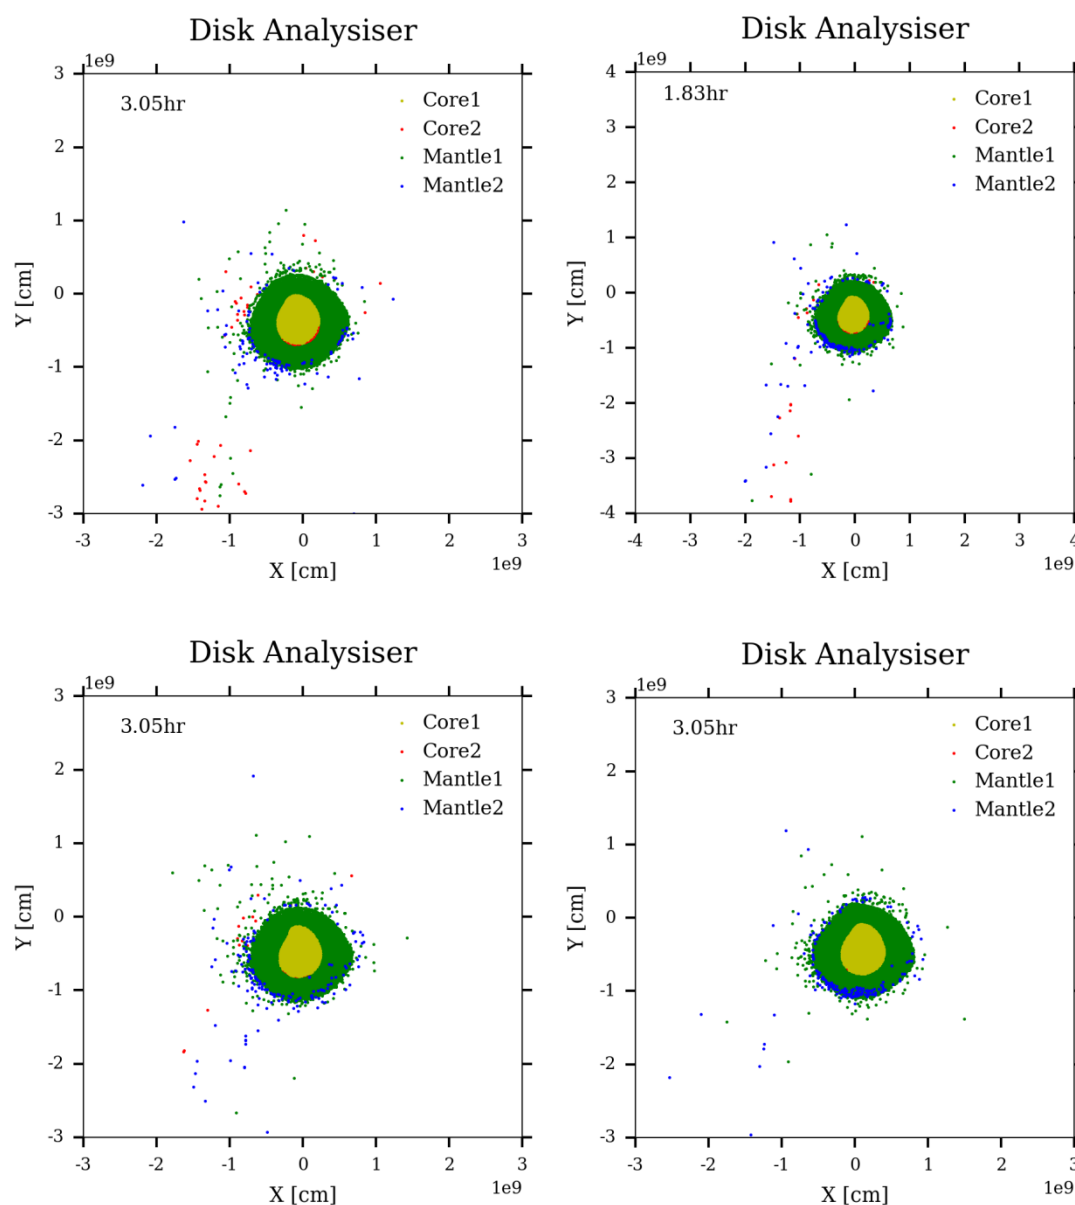 Disk Analysiser
1e9
3.05hr
Core1
Core2
Mantle1
Mantle2
3
2
1
0
-1
-2
-3
Y [cm]
-3 -2 -1 0 1 2 3
1e9
X [cm]
Disk Analysiser
1e9
1.83hr
Core1
Core2
Mantle1
Mantle2
4
3
2
1
0
-1
-2
-3
-4
Y [cm]
-4 -3 -2 -1 0 1 2 3 4
1e9
X [cm]
Disk Analysiser
1e9
3.05hr
Core1
Core2
Mantle1
Mantle2
3
2
1
0
-1
-2
-3
Y [cm]
-3 -2 -1 0 1 2 3
1e9
X [cm]
Disk Analysiser
1e9
3.05hr
Core1
Core2
Mantle1
Mantle2
3
2
1
0
-1
-2
-3
Y [cm]
-3 -2 -1 0 1 2 3
1e9
X [cm]